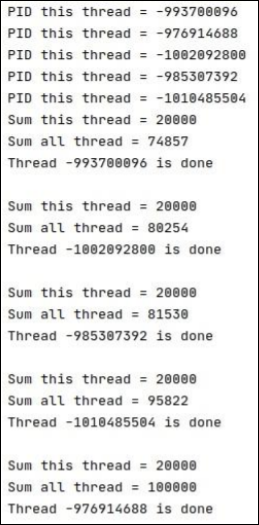 PID this thread = -993700096
PID this thread = -976914688
PID this thread = -1002092800
PID this thread = -985307392
PID this thread = -1010485504
Sum this thread = 20000
Sum all thread = 74857
Thread -993700096 is done
Sum this thread = 20000
Sum all thread = 80254
Thread -1002092800 is done
Sum this thread = 20000
Sum all thread = 81530
Thread -985307392 is done
Sum this thread = 20000
Sum all thread = 95822
Thread -1010485504 is done
Sum this thread = 20000
Sum all thread = 100000
Thread -976914688 is done